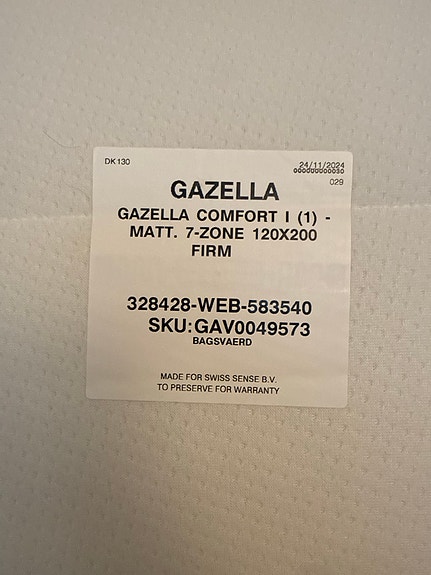 DK130
24/11/2024
000000000030
029
GAZELLA
GAZELLA COMFORT I (1) -
MATT. 7-ZONE 120X200
FIRM
328428-WEB-583540
SKU:GAV0049573
BAGSVAERD
MADE FOR SWISS SENSE B.V.
TO PRESERVE FOR WARRANTY